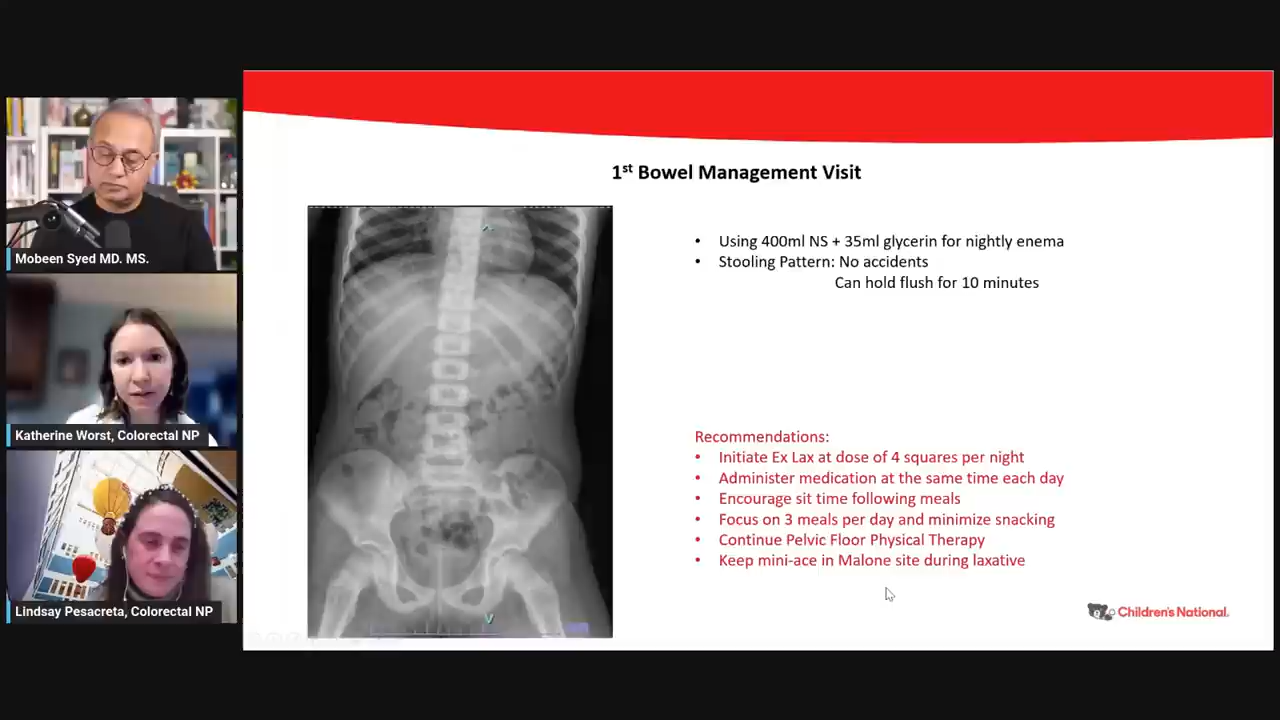 Mobeen Syed MD. MS.
Katherine Worst, Colorectal NP
Lindsay Pesacreta, Colorectal NP
1st Bowel Management Visit
• Using 400ml NS + 35ml glycerin for nightly enema
• Stooling Pattern: No accidents
Can hold flush for 10 minutes
Recommendations:
• Initiate Ex Lax at dose of 4 squares per night
• Administer medication at the same time each day
• Encourage sit time following meals
• Focus on 3 meals per day and minimize snacking
• Continue Pelvic Floor Physical Therapy
• Keep mini-ace in Malone site during laxative
Children's National.